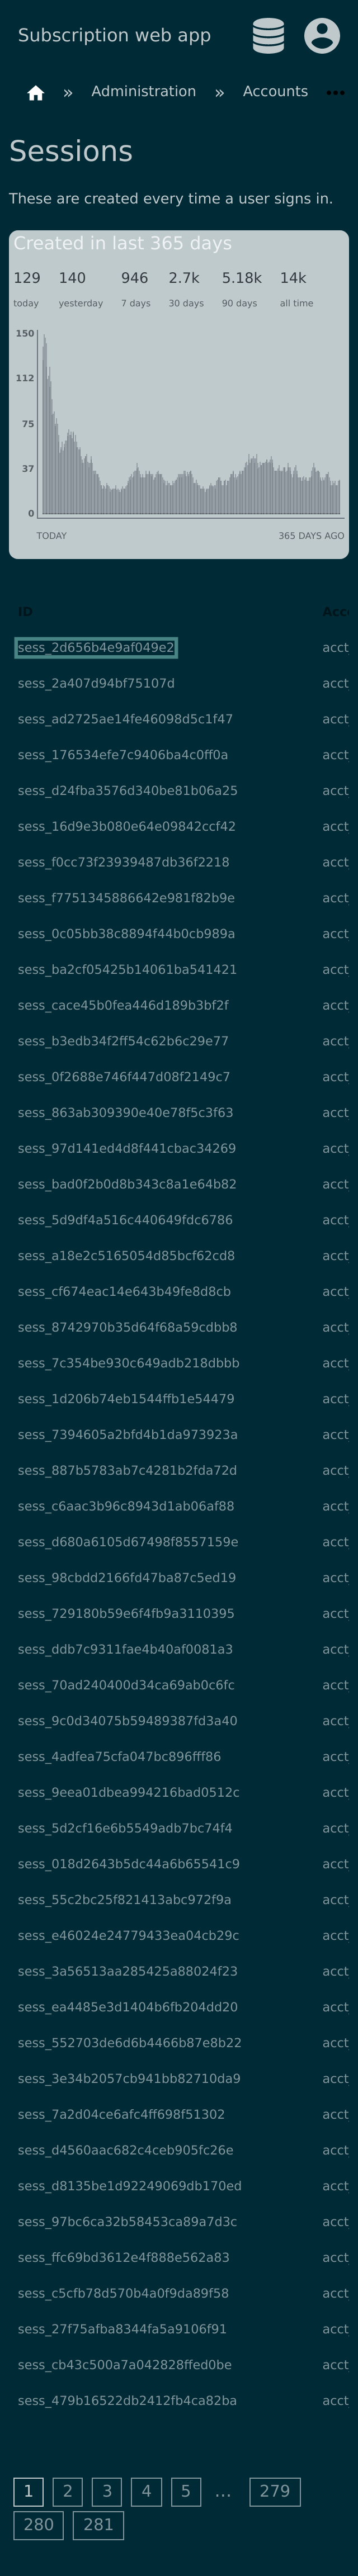 Subscription web app
» Administration » Accounts •••
Sessions
These are created every time a user signs in.
Created in last 365 days
129 140 946 2.7k 5.18k 14k
today yesterday 7 days 30 days 90 days all time
150
112
75
37
0
TODAY 365 DAYS AGO
ID Acc
sess_2d656b4e9af049e2 acct
sess_2a407d94bf75107d acct
sess_ad2725ae14fe46098d5c1f47 acct
sess_176534efe7c9406ba4c0ff0a acct
sess_d24fba3576d340be81b06a25 acct
sess_16d9e3b080e64e09842ccf42 acct
sess_f0cc73f23939487db36f2218 acct
sess_f7751345886642e981f82b9e acct
sess_0c05bb38c8894f44b0cb989a acct
sess_ba2cf05425b14061ba541421 acct
sess_cace45b0fea446d189b3bf2f acct
sess_b3edb34f2ff54c62b6c29e77 acct
sess_0f2688e746f447d08f2149c7 acct
sess_863ab309390e40e78f5c3f63 acct
sess_97d141ed4d8f441cbac34269 acct
sess_bad0f2b0d8b343c8a1e64b82 acct
sess_5d9df4a516c440649fdc6786 acct
sess_a18e2c5165054d85bcf62cd8 acct
sess_cf674eac14e643b49fe8d8cb acct
sess_8742970b35d64f68a59cdbb8 acct
sess_7c354be930c649adb218dbbb acct
sess_1d206b74eb1544ffb1e54479 acct
sess_7394605a2bfd4b1da973923a acct
sess_887b5783ab7c4281b2fda72d acct
sess_c6aac3b96c8943d1ab06af88 acct
sess_d680a6105d67498f8557159e acct
sess_98cbdd2166fd47ba87c5ed19 acct
sess_729180b59e6f4fb9a3110395 acct
sess_ddb7c9311fae4b40af0081a3 acct
sess_70ad240400d34ca69ab0c6fc acct
sess_9c0d34075b59489387fd3a40 acct
sess_4adfea75cfa047bc896fff86 acct
sess_9eea01dbea994216bad0512c acct
sess_5d2cf16e6b5549adb7bc74f4 acct
sess_018d2643b5dc44a6b65541c9 acct
sess_55c2bc25f821413abc972f9a acct
sess_e46024e24779433ea04cb29c acct
sess_3a56513aa285425a88024f23 acct
sess_ea4485e3d1404b6fb204dd20 acct
sess_552703de6d6b4466b87e8b22 acct
sess_3e34b2057cb941bb82710da9 acct
sess_7a2d04ce6afc4ff698f51302 acct
sess_d4560aac682c4ceb905fc26e acct
sess_d8135be1d92249069db170ed acct
sess_97bc6ca32b58453ca89a7d3c acct
sess_ffc69bd3612e4f888e562a83 acct
sess_c5cfb78d570b4a0f9da89f58 acct
sess_27f75afba8344fa5a9106f91 acct
sess_cb43c500a7a042828ffed0be acct
sess_479b16522db2412fb4ca82ba acct
1 2 3 4 5 … 279
280 281